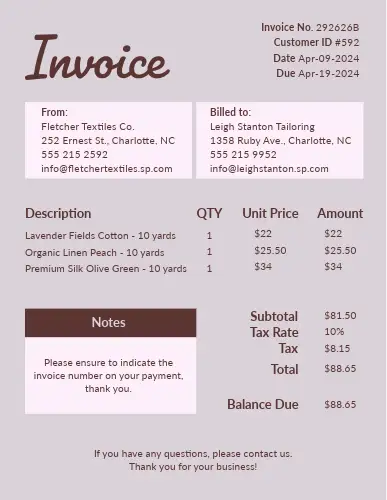 Invoice
Invoice No. 292626B
Customer ID #592
Date Apr-09-2024
Due Apr-19-2024
From:
Fletcher Textiles Co.
252 Ernest St., Charlotte, NC
555 215 2592
info@fletchertextiles.sp.com
Billed to:
Leigh Stanton Tailoring
1358 Ruby Ave., Charlotte, NC
555 215 9952
info@leighstanton.sp.com
Description QTY Unit Price Amount
Lavender Fields Cotton - 10 yards 1 $22 $22
Organic Linen Peach - 10 yards 1 $25.50 $25.50
Premium Silk Olive Green - 10 yards 1 $34 $34
Notes
Please ensure to indicate the
invoice number on your payment,
thank you.
Subtotal $81.50
Tax Rate 10%
Tax $8.15
Total $88.65
Balance Due $88.65
If you have any questions, please contact us.
Thank you for your business!